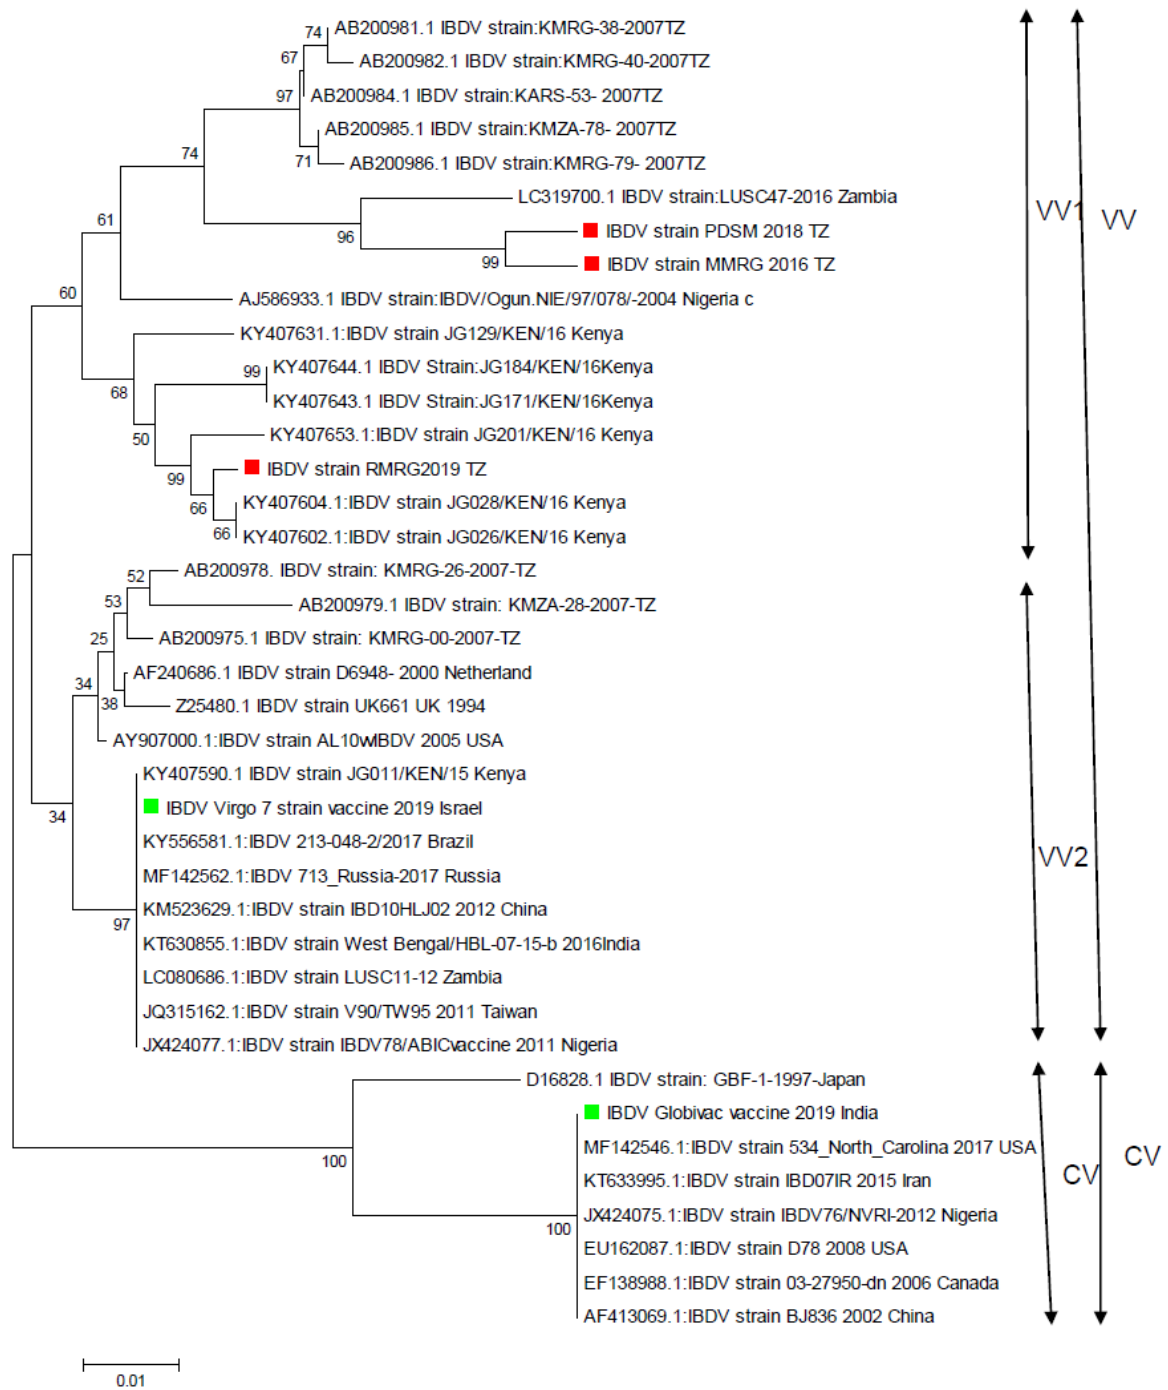 74
AB200981.1 IBDV strain:KMRG-38-2007TZ
67
AB200982.1 IBDV strain:KMRG-40-2007TZ
97
AB200984.1 IBDV strain:KARS-53- 2007TZ
AB200985.1 IBDV strain:KMZA-78- 2007TZ
74
71
AB200986.1 IBDV strain:KMRG-79- 2007TZ
LC319700.1 IBDV strain:LUSC47-2016 Zambia
VV1
VV
61
96
IBDV strain PDSM 2018 TZ
99
IBDV strain MMRG 2016 TZ
60
AJ586933.1 IBDV strain:IBDV/Ogun.NIE/97/078/-2004 Nigeria c
KY407631.1:IBDV strain JG129/KEN/16 Kenya
99
KY407644.1 IBDV Strain:JG184/KEN/16Kenya
68
KY407643.1 IBDV Strain:JG171/KEN/16Kenya
50
KY407653.1:IBDV strain JG201/KEN/16 Kenya
99
IBDV strain RMRG2019 TZ
66
KY407604.1:IBDV strain JG028/KEN/16 Kenya
66
KY407602.1:IBDV strain JG026/KEN/16 Kenya
52
AB200978. IBDV strain: KMRG-26-2007-TZ
53
AB200979.1 IBDV strain: KMZA-28-2007-TZ
25
AB200975.1 IBDV strain: KMRG-00-2007-TZ
34
AF240686.1 IBDV strain D6948- 2000 Netherland
38
Z25480.1 IBDV strain UK661 UK 1994
AY907000.1:IBDV strain AL10wIBDV 2005 USA
KY407590.1 IBDV strain JG011/KEN/15 Kenya
34
IBDV Virgo 7 strain vaccine 2019 Israel
KY556581.1:IBDV 213-048-2/2017 Brazil
VV2
MF142562.1:IBDV 713_Russia-2017 Russia
97
KM523629.1:IBDV strain IBD10HLJ02 2012 China
KT630855.1:IBDV strain West Bengal/HBL-07-15-b 2016India
LC080686.1:IBDV strain LUSC11-12 Zambia
JQ315162.1:IBDV strain V90/TW95 2011 Taiwan
JX424077.1:IBDV strain IBDV78/ABICvaccine 2011 Nigeria
D16828.1 IBDV strain: GBF-1-1997-Japan
IBDV Globivac vaccine 2019 India
100
MF142546.1:IBDV strain 534_North_Carolina 2017 USA
CV
CV
KT633995.1:IBDV strain IBD07IR 2015 Iran
100
JX424075.1:IBDV strain IBDV76/NVRI-2012 Nigeria
EU162087.1:IBDV strain D78 2008 USA
EF138988.1:IBDV strain 03-27950-dn 2006 Canada
AF413069.1:IBDV strain BJ836 2002 China
0.01